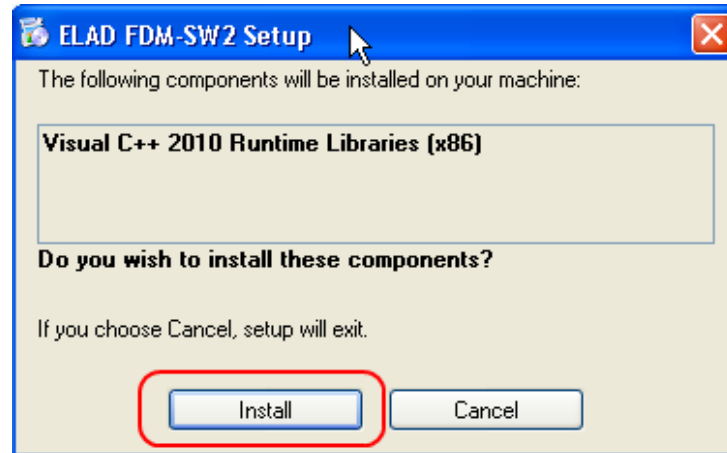 ELAD FDM-SW2 Setup
The following components will be installed on your machine:
Visual C++ 2010 Runtime Libraries (x86)
Do you wish to install these components?
If you choose Cancel, setup will exit.
Install
Cancel